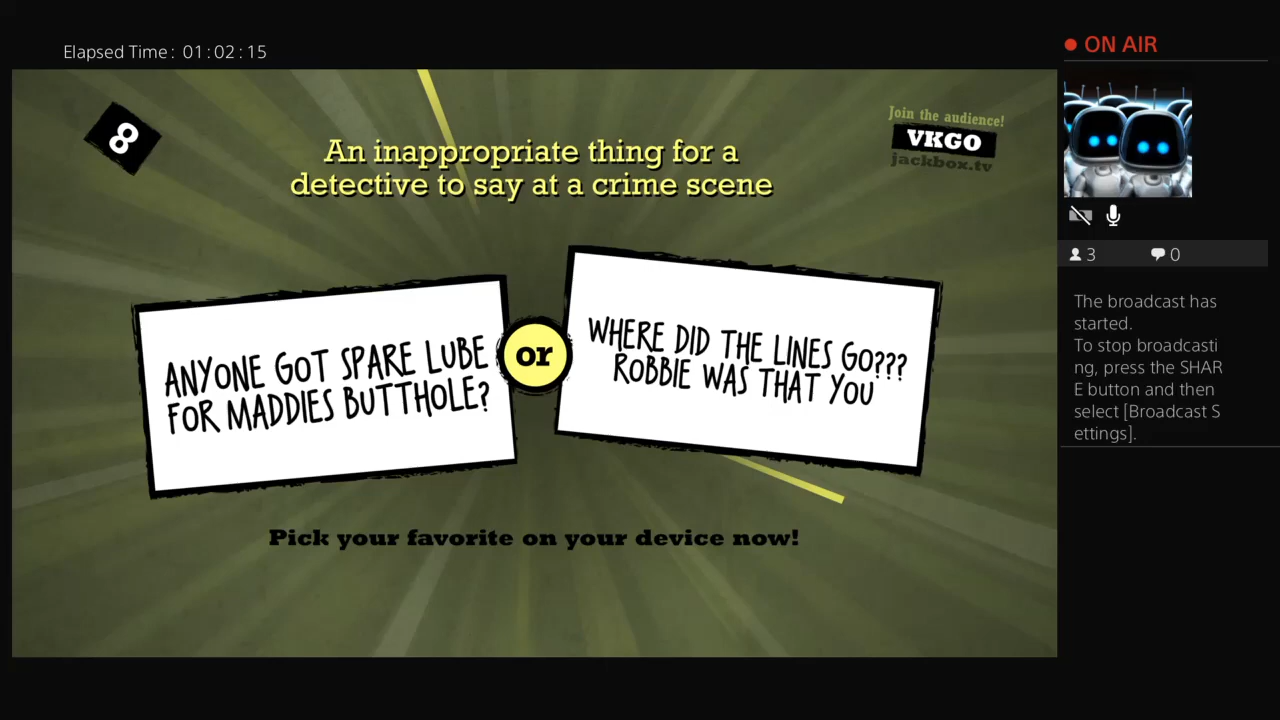 Elapsed Time: 01:02:15
ON AIR
8
Join the audience!
VKGO
jackbox.tv
An inappropriate thing for a
detective to say at a crime scene
ANYONE GOT SPARE LUBE
FOR MADDIES BUTTHOLE?
or
WHERE DID THE LINES GO???
ROBBIE WAS THAT YOU
Pick your favorite on your device now!
3
0
The broadcast has
started.
To stop broadcasti
ng, press the SHAR
E button and then
select [Broadcast S
ettings].